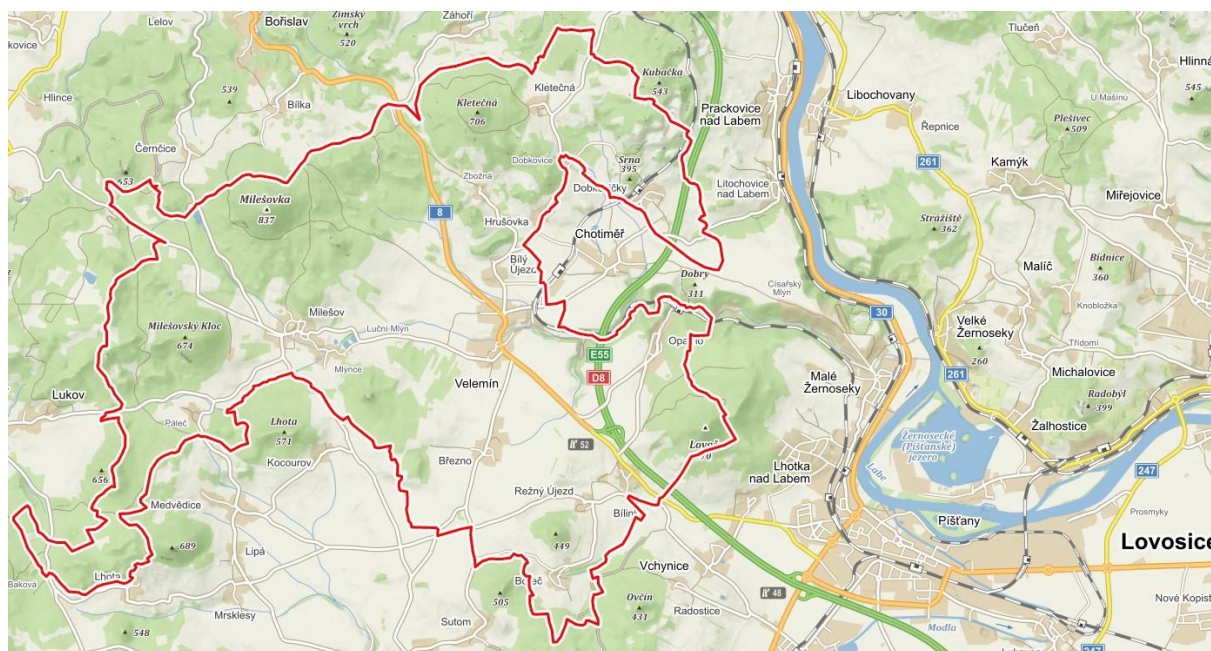 Lelov
Bořislav
Zimský
vrch
520
Záhoří
Tlučeň
Hlinná
kovice
539
Hlince
Bílka
Kletečná
Kletečná
706
Kubačka
543
Prackovice
nad Labem
Libochovany
Řepnice
261
Plešivec
509
U Mašinů
545
Kamýk
Černčice
653
Dobkovice
Srna
395
Zbožná
Dobkovičky
Litochovice
nad Labem
Miřejovice
Milešovka
837
8
Hrušovka
Strážiště
362
Chotiměř
Bílý
Újezd
Malíč
Bídnice
360
Dobrý
311
Císařský
Mlýn
Knobložka
Milešov
Luční Mlýn
Milešovský Kloc
674
30
Velké
Žernoseky
260
Třídomí
Mlýnce
Opárno
E55
D8
Velemín
Malé
Žernoseky
261
Michalovice
Radobýl
399
Lukov
Páleč
Lhota
571
Kocourov
Žernosecké
(Píšťanské)
jezero
Žalhostice
52
Březno
Lhotka
nad Labem
Labe
247
656
Medvědice
Režný Újezd
Píšťany
Prosmyky
689
Lipá
449
Lovosice
Vchynice
Baková
Lhota
505
Ovčín
431
48
Radostice
Nové Kopist
Mrsklesy
548
Sutom
Modla
247